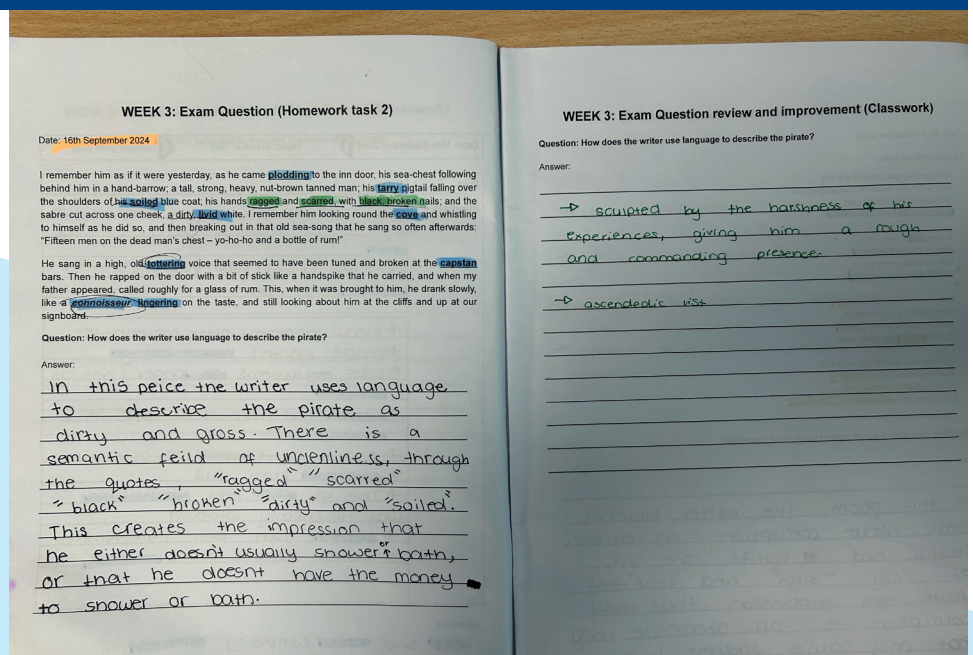 WEEK 3: Exam Question (Homework task 2)
Date: 16th September 2024
I remember him as if it were yesterday, as he came plodding to the inn door, his sea-chest following
behind him in a hand-barrow; a tall, strong, heavy, nut-brown tanned man; his tarry pigtail falling over
the shoulders of his soiled blue coat; his hands ragged and scarred, with black, broken nails; and the
sabre cut across one cheek, a dirty, livid white. I remember him looking round the cove and whistling
to himself as he did so, and then breaking out in that old sea-song that he sang so often afterwards:
"Fifteen men on the dead man's chest – yo-ho-ho and a bottle of rum!"
He sang in a high, old tottering voice that seemed to have been tuned and broken at the capstan
bars. Then he rapped on the door with a bit of stick like a handspike that he carried, and when my
father appeared, called roughly for a glass of rum. This, when it was brought to him, he drank slowly,
like a connoisseur lingering on the taste, and still looking about him at the cliffs and up at our
signboard.
Question: How does the writer use language to describe the pirate?
Answer:
In this peice the writer uses language
to describe the pirate as
dirty and gross. There is a
semantic feild of unclenliness, through
the quotes, "ragged" "scarred"
"black" "broken" "dirty" and "soiled".
This creates the impression that
he either doesn't usually shower or bath,
or that he doesnt have the money
to shower or bath.
WEEK 3: Exam Question review and improvement (Classwork)
Question: How does the writer use language to describe the pirate?
Answer:
→ sculpted by the harshness of his
experiences, giving him a rough
and commanding presence.
→ ascendedic list